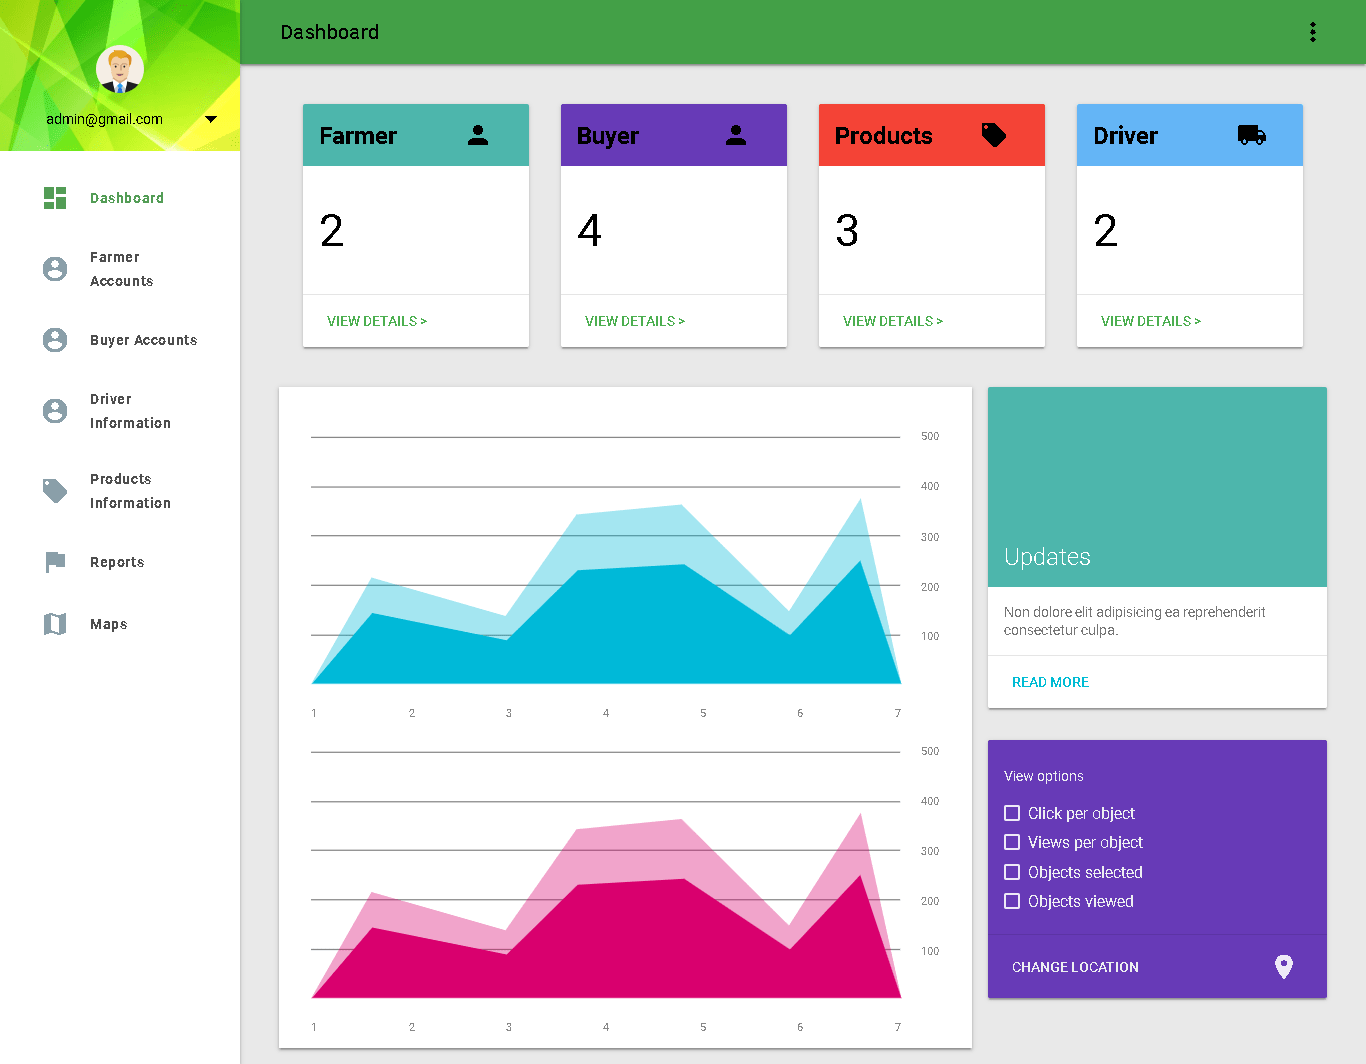 admin@gmail.com
Dashboard
Farmer
Accounts
Buyer Accounts
Driver
Information
Products
Information
Reports
Maps
Dashboard
Farmer
2
VIEW DETAILS >
Buyer
4
VIEW DETAILS >
Products
3
VIEW DETAILS >
Driver
2
VIEW DETAILS >
500
400
300
200
100
1 2 3 4 5 6 7
500
400
300
200
100
1 2 3 4 5 6 7
Updates
Non dolore elit adipisicing ea reprehenderit
consectetur culpa.
READ MORE
View options
Click per object
Views per object
Objects selected
Objects viewed
CHANGE LOCATION